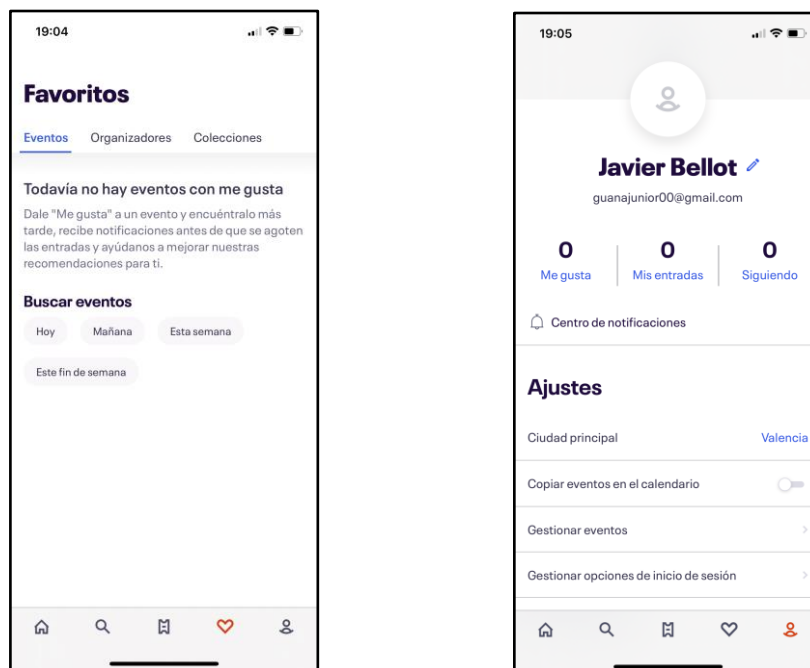 19:04
Favoritos
Eventos Organizadores Colecciones
Todavía no hay eventos con me gusta
Dale "Me gusta" a un evento y encuéntralo más
tarde, recibe notificaciones antes de que se agoten
las entradas y ayúdanos a mejorar nuestras
recomendaciones para ti.
Buscar eventos
Hoy Mañana Esta semana
Este fin de semana
19:05
Javier Bellot
guanajunior00@gmail.com
0 0 0
Me gusta Mis entradas Siguiendo
Centro de notificaciones
Ajustes
Ciudad principal Valencia
Copiar eventos en el calendario
Gestionar eventos
Gestionar opciones de inicio de sesión